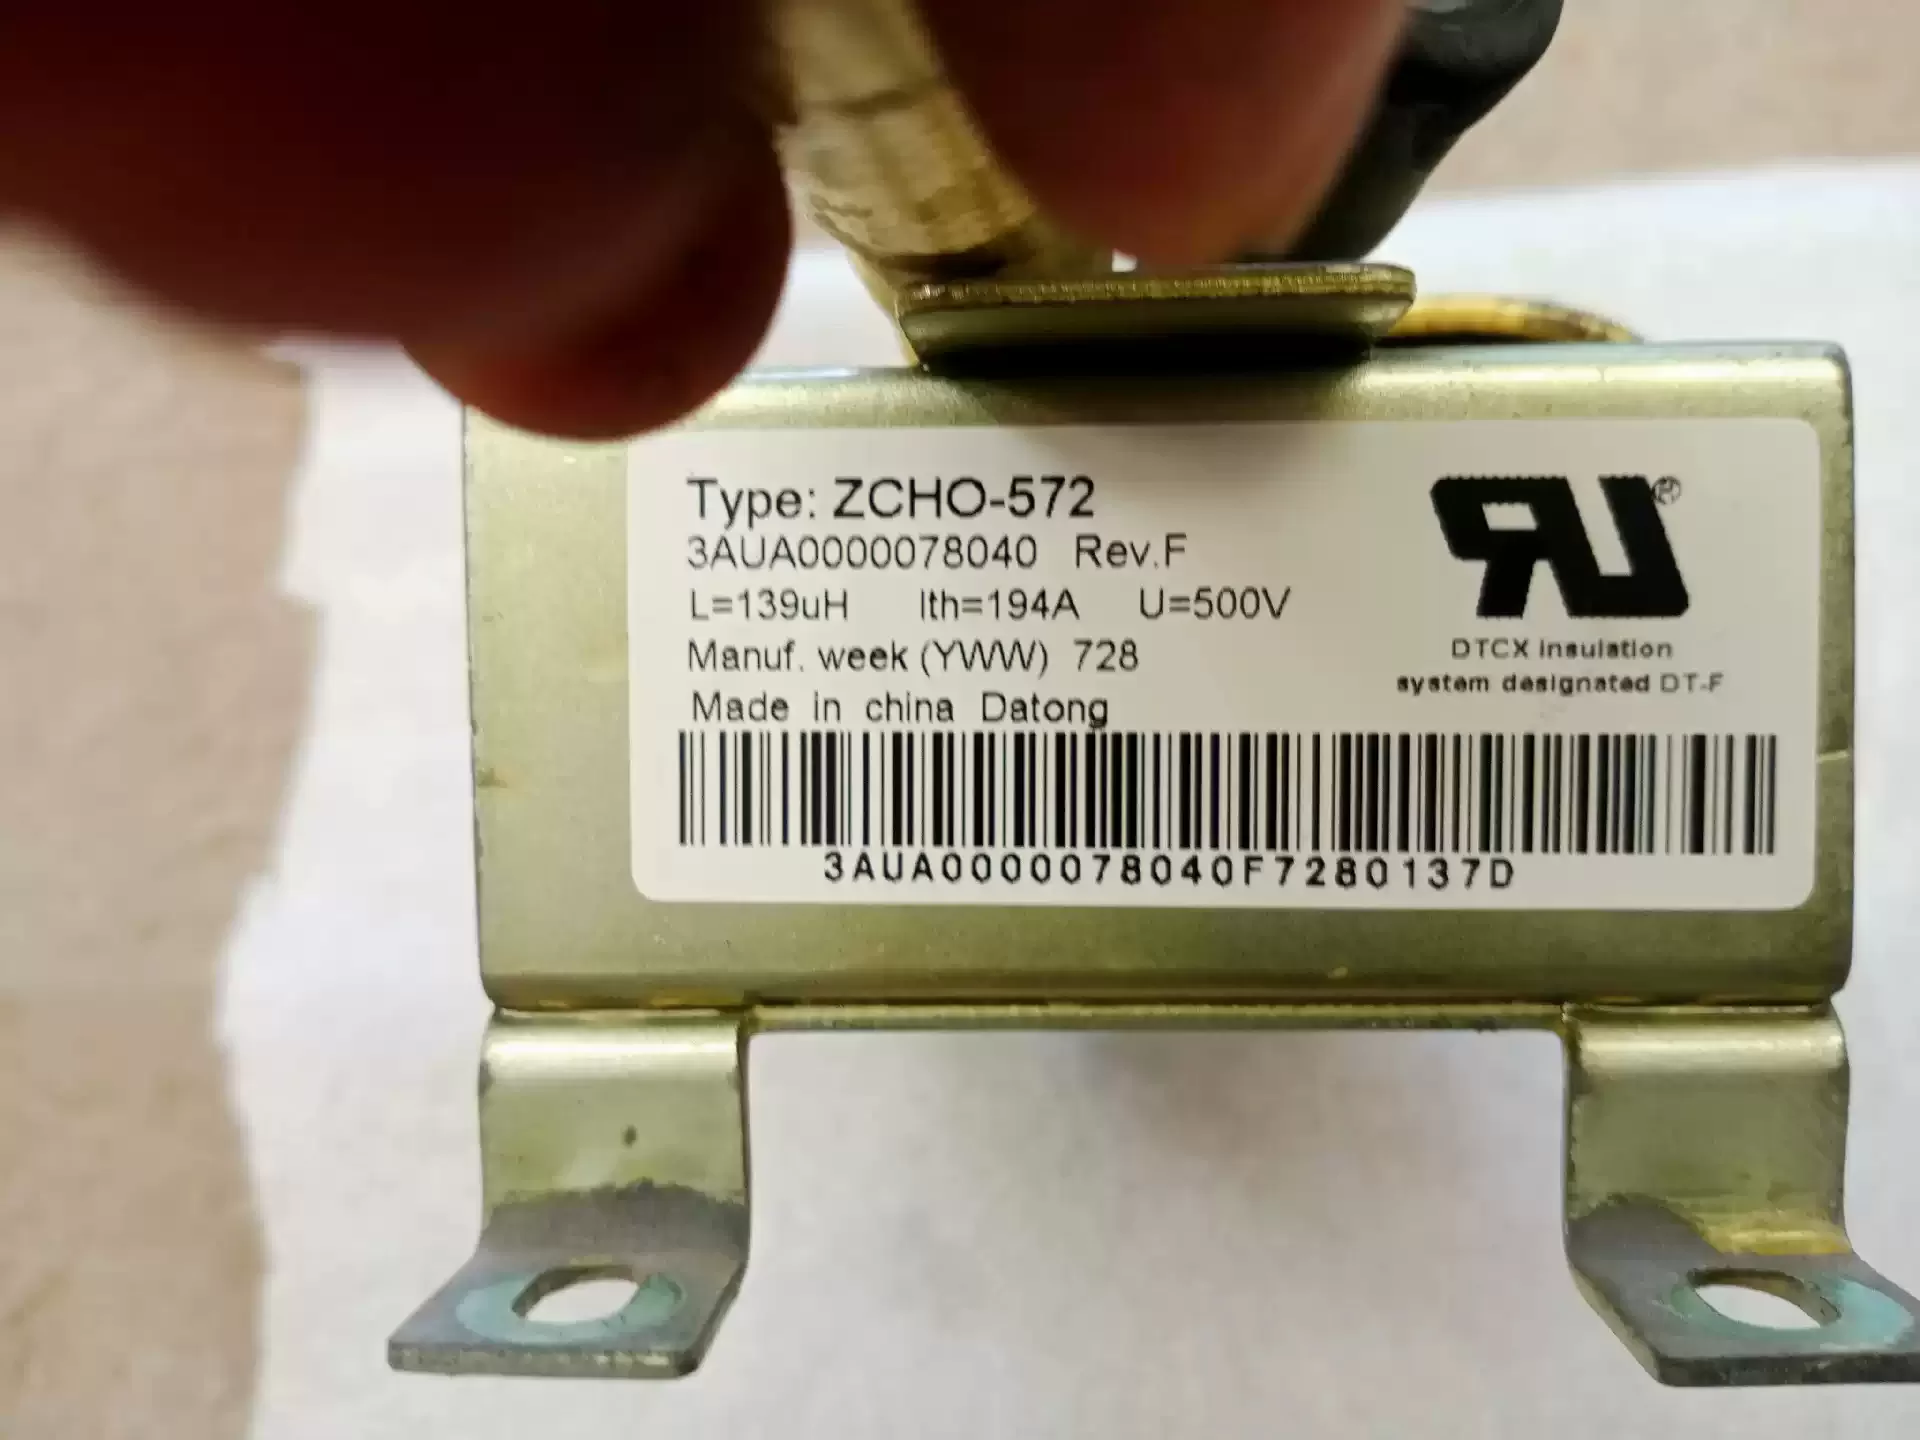 Type: ZCHO-572
3AUA0000078040 Rev.F
L=139uH Ith=194A U=500V
Manuf. week (YWW) 728
Made in china Datong
3AUA0000078040F7280137D
RU®
DTCX insulation
system designated DT-F